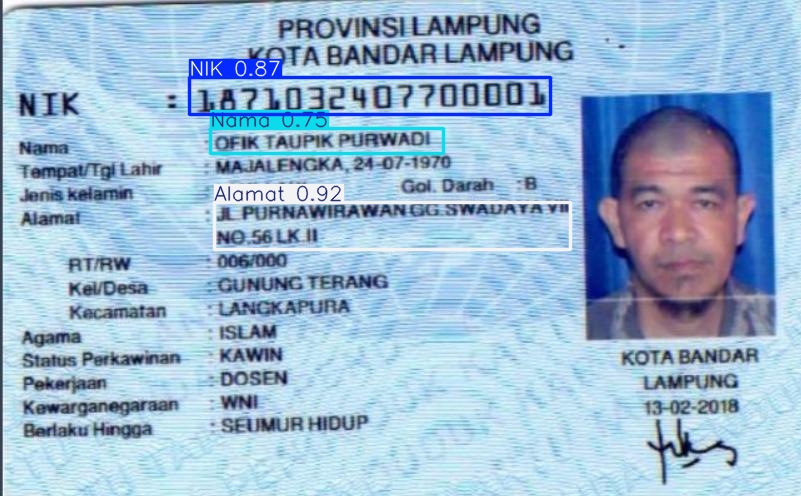 PROVINSI LAMPUNG
KOTA BANDAR LAMPUNG
NIK 0.87
NIK : 1871032407700001
Nama 0.75
Nama : OFIK TAUPIK PURWADI
Tempat/Tgl Lahir : MAJALENGKA, 24-07-1970
Jenis kelamin Gol. Darah : B
Alamat 0.92
Alamat : JL. PURNAWIRAWAN GG.SWADAYA VII
NO.56 LK.II
RT/RW : 006/000
Kel/Desa : GUNUNG TERANG
Kecamatan : LANGKAPURA
Agama : ISLAM
Status Perkawinan : KAWIN
Pekerjaan : DOSEN
Kewarganegaraan : WNI
Berlaku Hingga : SEUMUR HIDUP
KOTA BANDAR
LAMPUNG
13-02-2018